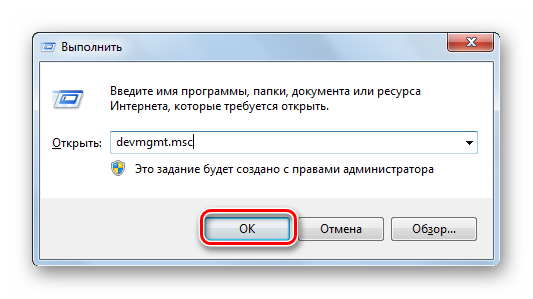 Выполнить
Введите имя программы, папки, документа или ресурса
Интернета, которые требуется открыть.
Открыть: devmgmt.msc
Это задание будет создано с правами администратора
ОК Отмена Обзор...